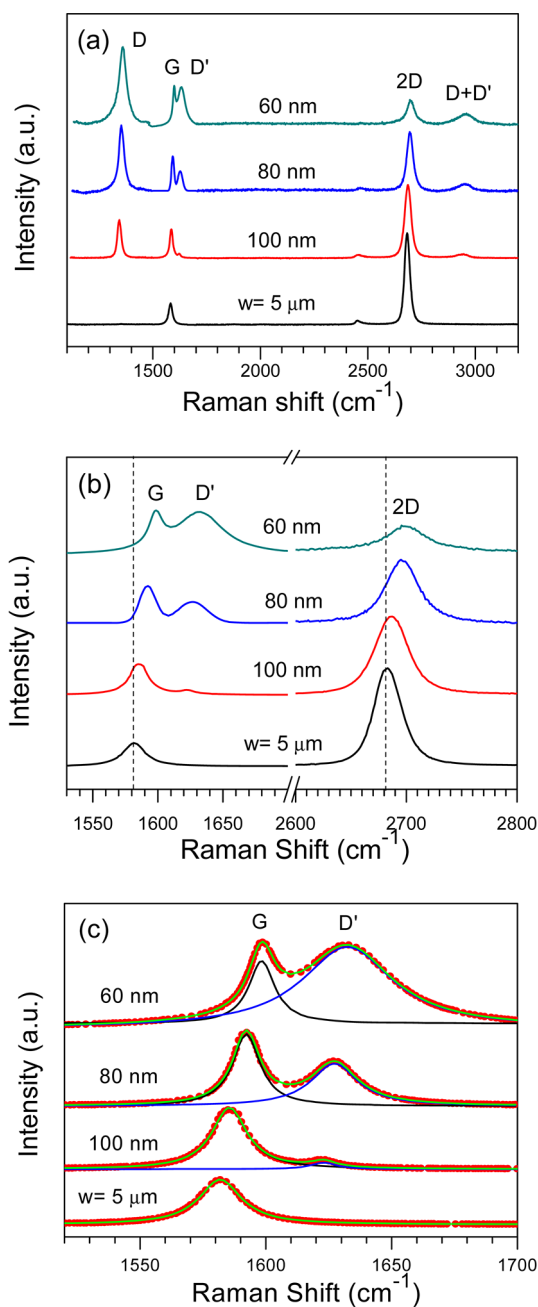 (a)
D
G D' 2D D+D'
60 nm
80 nm
100 nm
w= 5 μm
Intensity (a.u.)
1500 2000 2500 3000
Raman shift (cm⁻¹)
(b)
G D' 2D
60 nm
80 nm
100 nm
w= 5 μm
Intensity (a.u.)
1550 1600 1650 2600 2700 2800
Raman Shift (cm⁻¹)
(c)
G D'
60 nm
80 nm
100 nm
w= 5 μm
Intensity (a.u.)
1550 1600 1650 1700
Raman Shift (cm⁻¹)